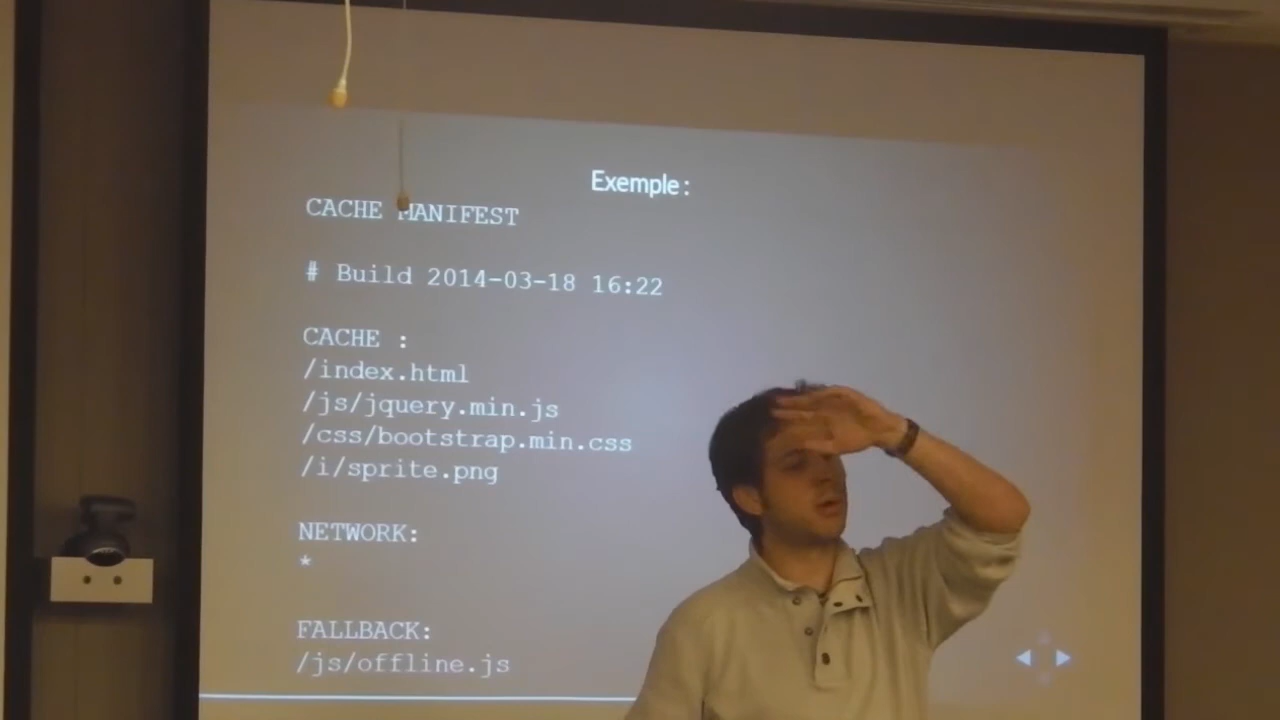 Exemple :
CACHE MANIFEST
# Build 2014-03-18 16:22
CACHE :
/index.html
/js/jquery.min.js
/css/bootstrap.min.css
/i/sprite.png
NETWORK:
*
FALLBACK:
/js/offline.js